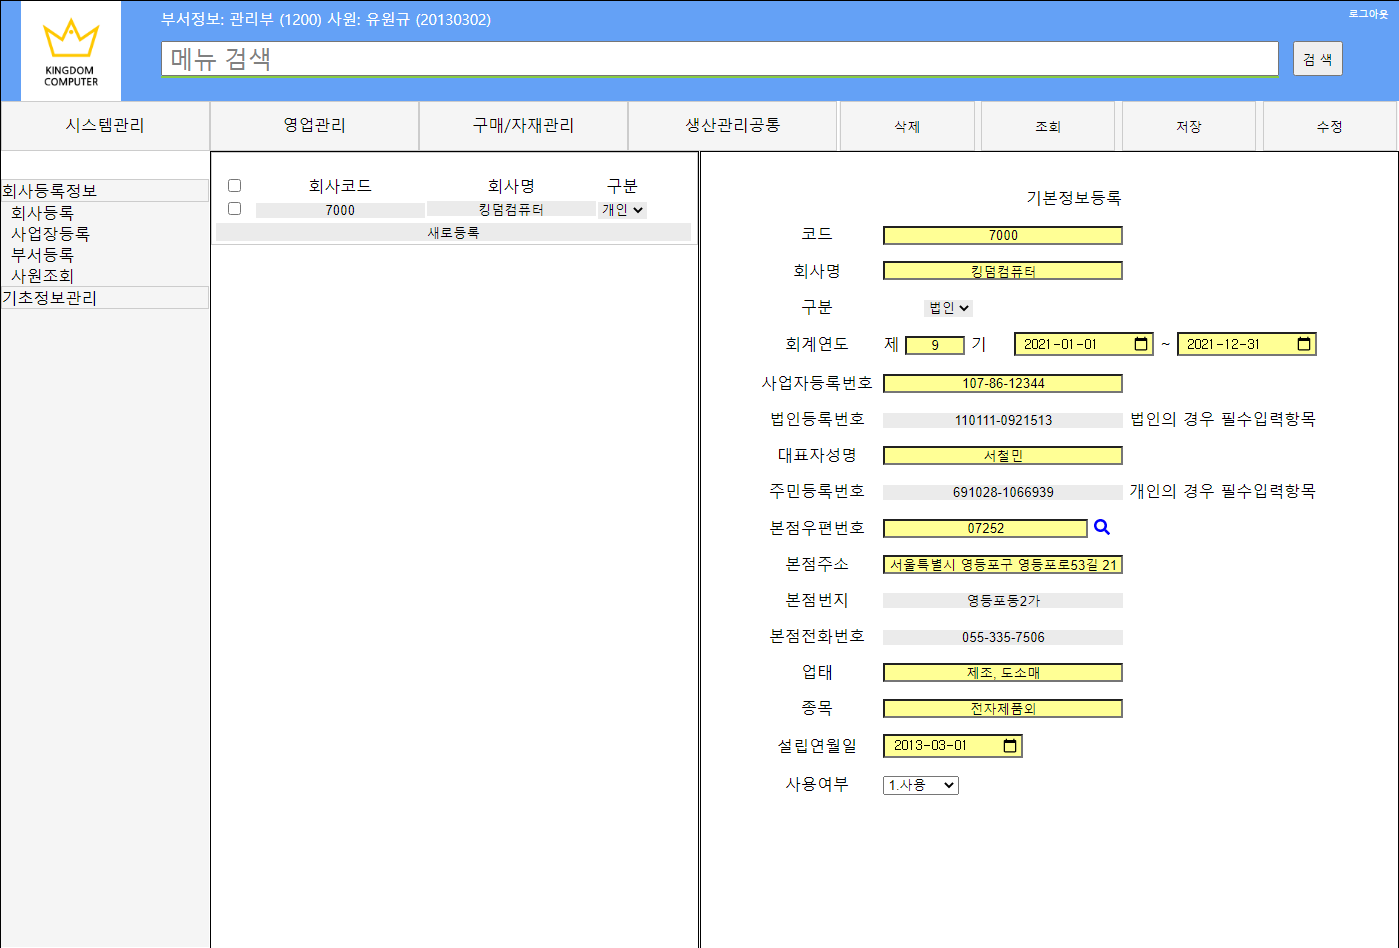 부서정보: 관리부 (1200) 사원: 유원규 (20130302)
로그아웃
KINGDOM
COMPUTER
메뉴 검색
검 색
시스템관리 영업관리 구매/자재관리 생산관리공통 삭제 조회 저장 수정
회사등록정보
회사등록
사업장등록
부서등록
사원조회
기초정보관리
회사코드 회사명 구분
7000 킹덤컴퓨터 개인
새로등록
기본정보등록
코드 7000
회사명 킹덤컴퓨터
구분 법인
회계연도 제 9 기 2021-01-01 ~ 2021-12-31
사업자등록번호 107-86-12344
법인등록번호 110111-0921513 법인의 경우 필수입력항목
대표자성명 서철민
주민등록번호 691028-1066939 개인의 경우 필수입력항목
본점우편번호 07252
본점주소 서울특별시 영등포구 영등포로53길 21
본점번지 영등포동2가
본점전화번호 055-335-7506
업태 제조, 도소매
종목 전자제품외
설립연월일 2013-03-01
사용여부 1.사용